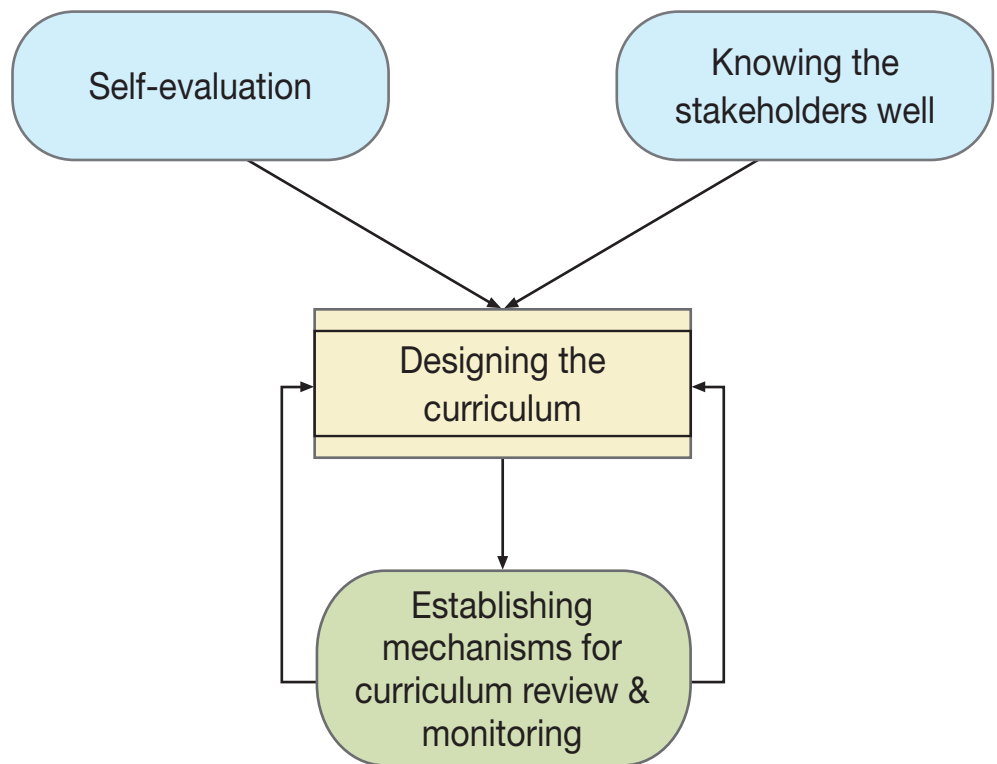 Self-evaluation
Knowing the
stakeholders well
Designing the
curriculum
Establishing
mechanisms for
curriculum review &
monitoring